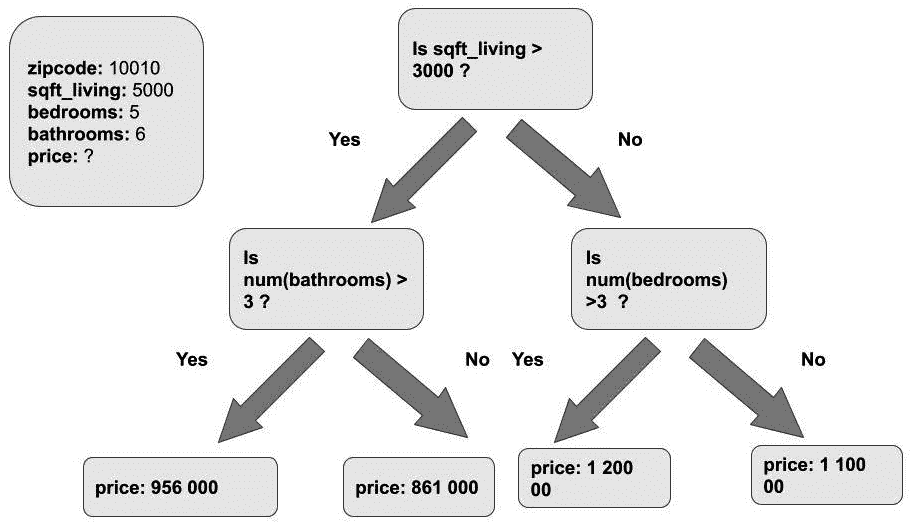 zipcode: 10010
sqft_living: 5000
bedrooms: 5
bathrooms: 6
price: ?
Is sqft_living >
3000 ?
Yes
No
Is
num(bathrooms) >
3 ?
Is
num(bedrooms)
>3 ?
Yes
No
Yes
No
price: 956 000
price: 861 000
price: 1 200
00
price: 1 100
00